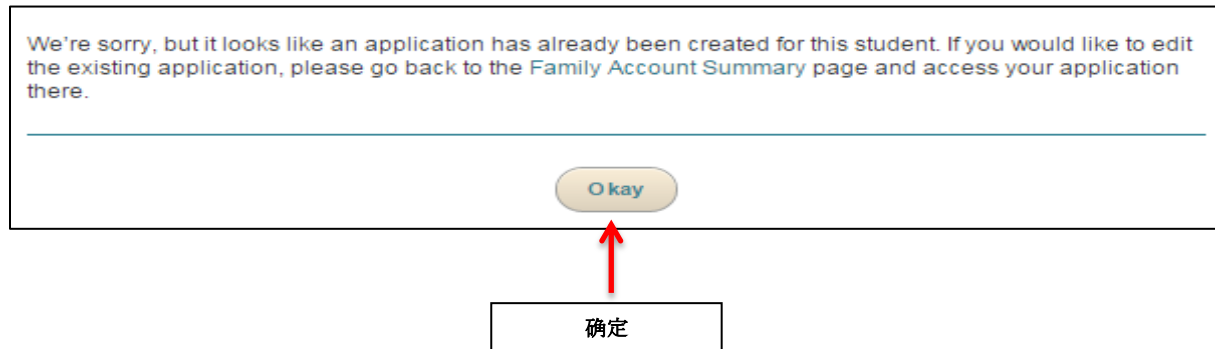 We're sorry, but it looks like an application has already been created for this student. If you would like to edit
the existing application, please go back to the Family Account Summary page and access your application
there.
Okay
确定